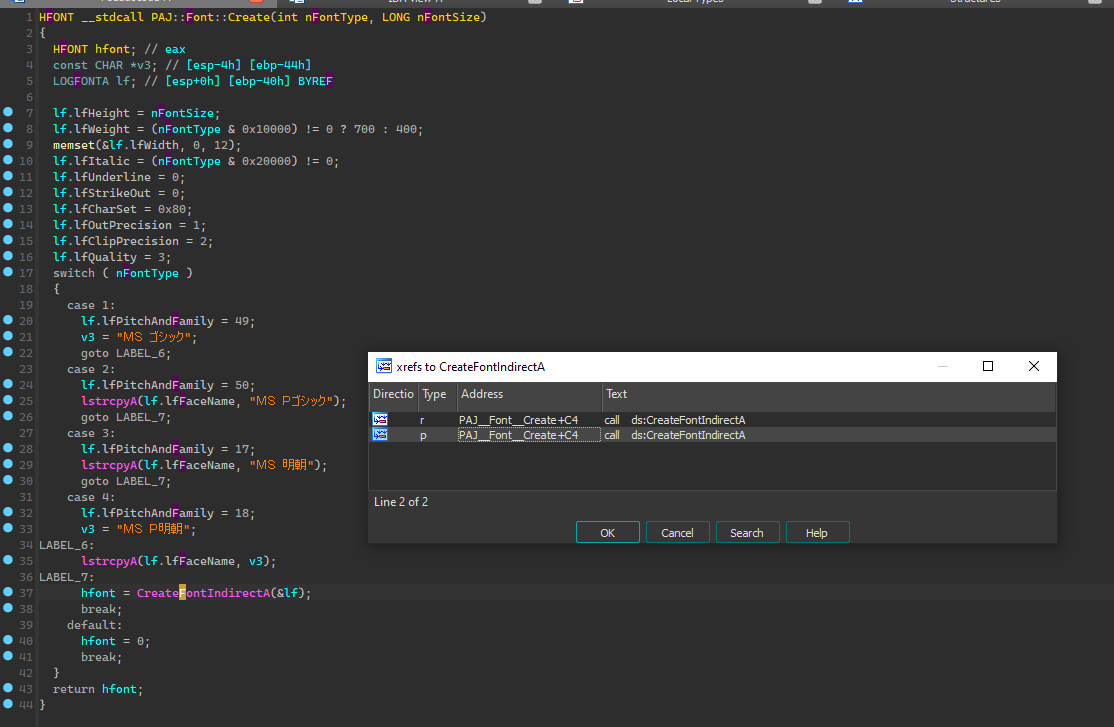 IDA View-A
Local Types
Structures
1 HFONT __stdcall PAJ::Font::Create(int nFontType, LONG nFontSize)
2 {
3 HFONT hfont; // eax
4 const CHAR *v3; // [esp-4h] [ebp-44h]
5 LOGFONTA lf; // [esp+0h] [ebp-40h] BYREF
6
7 lf.lfHeight = nFontSize;
8 lf.lfWeight = (nFontType & 0x10000) != 0 ? 700 : 400;
9 memset(&lf.lfWidth, 0, 12);
10 lf.lfItalic = (nFontType & 0x20000) != 0;
11 lf.lfUnderline = 0;
12 lf.lfStrikeOut = 0;
13 lf.lfCharSet = 0x80;
14 lf.lfOutPrecision = 1;
15 lf.lfClipPrecision = 2;
16 lf.lfQuality = 3;
17 switch ( nFontType )
18 {
19 case 1:
20 lf.lfPitchAndFamily = 49;
21 v3 = "MS ゴシック";
22 goto LABEL_6;
23 case 2:
24 lf.lfPitchAndFamily = 50;
25 lstrcpyA(lf.lfFaceName, "MS Pゴシック");
26 goto LABEL_7;
27 case 3:
28 lf.lfPitchAndFamily = 17;
29 lstrcpyA(lf.lfFaceName, "MS 明朝");
30 goto LABEL_7;
31 case 4:
32 lf.lfPitchAndFamily = 18;
33 v3 = "MS P明朝";
34 LABEL_6:
35 lstrcpyA(lf.lfFaceName, v3);
36 LABEL_7:
37 hfont = CreateFontIndirectA(&lf);
38 break;
39 default:
40 hfont = 0;
41 break;
42 }
43 return hfont;
44 }
xrefs to CreateFontIndirectA
Directio Type Address Text
r PAJ__Font__Create+C4 call ds:CreateFontIndirectA
p PAJ__Font__Create+C4 call ds:CreateFontIndirectA
Line 2 of 2
OK Cancel Search Help